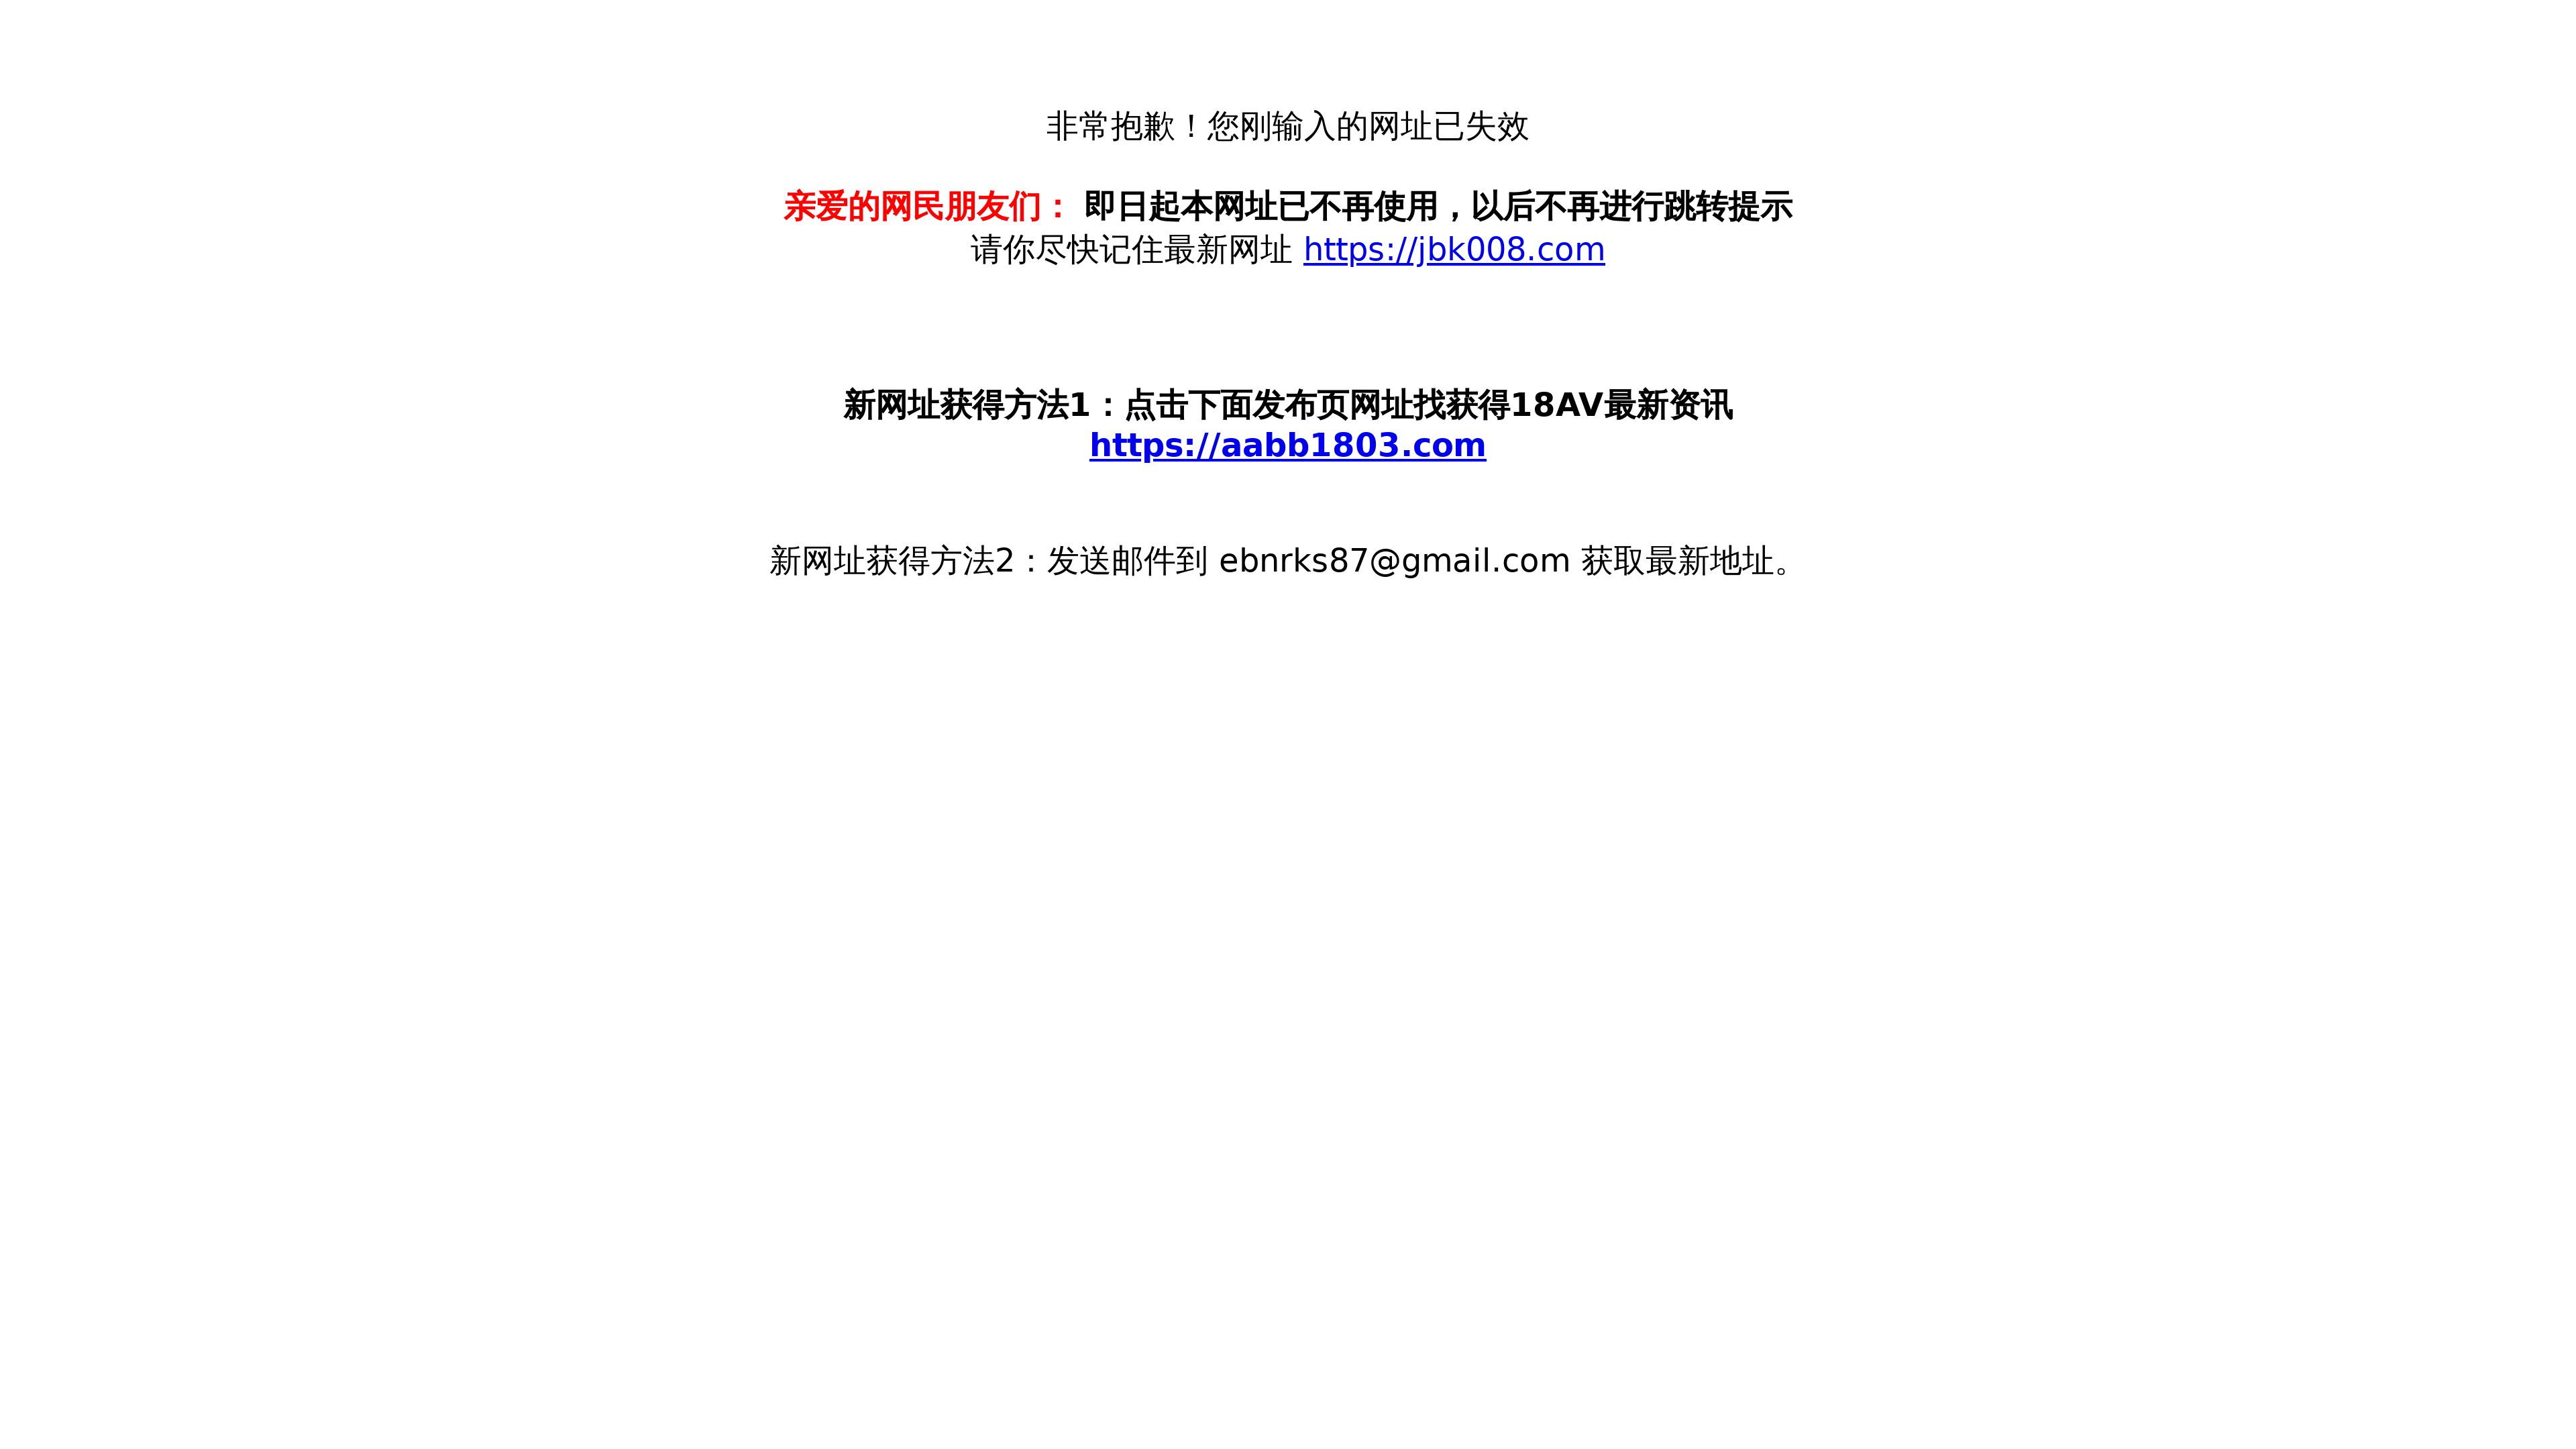 非常抱歉！您刚输入的网址已失效
亲爱的网民朋友们： 即日起本网址已不再使用，以后不再进行跳转提示
请你尽快记住最新网址 https://jbk008.com
新网址获得方法1：点击下面发布页网址找获得18AV最新资讯
https://aabb1803.com
新网址获得方法2：发送邮件到 ebnrks87@gmail.com 获取最新地址。